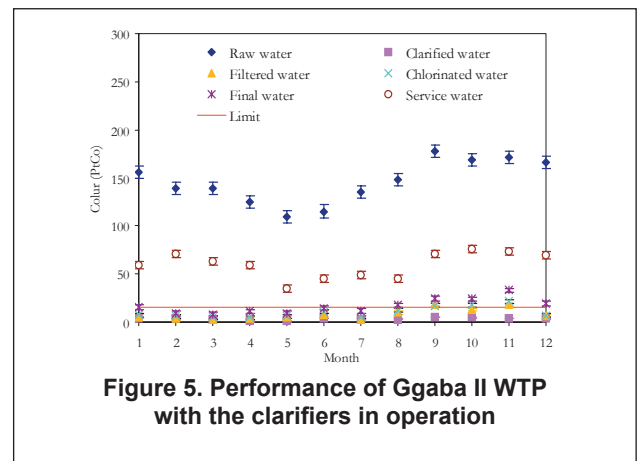 300
250
200
150
100
50
0
Colur (PtCo)
Raw water
Clarified water
Filtered water
Chlorinated water
Final water
Service water
Limit
1 2 3 4 5 6 7 8 9 10 11 12
Month
Figure 5. Performance of Ggaba II WTP
with the clarifiers in operation